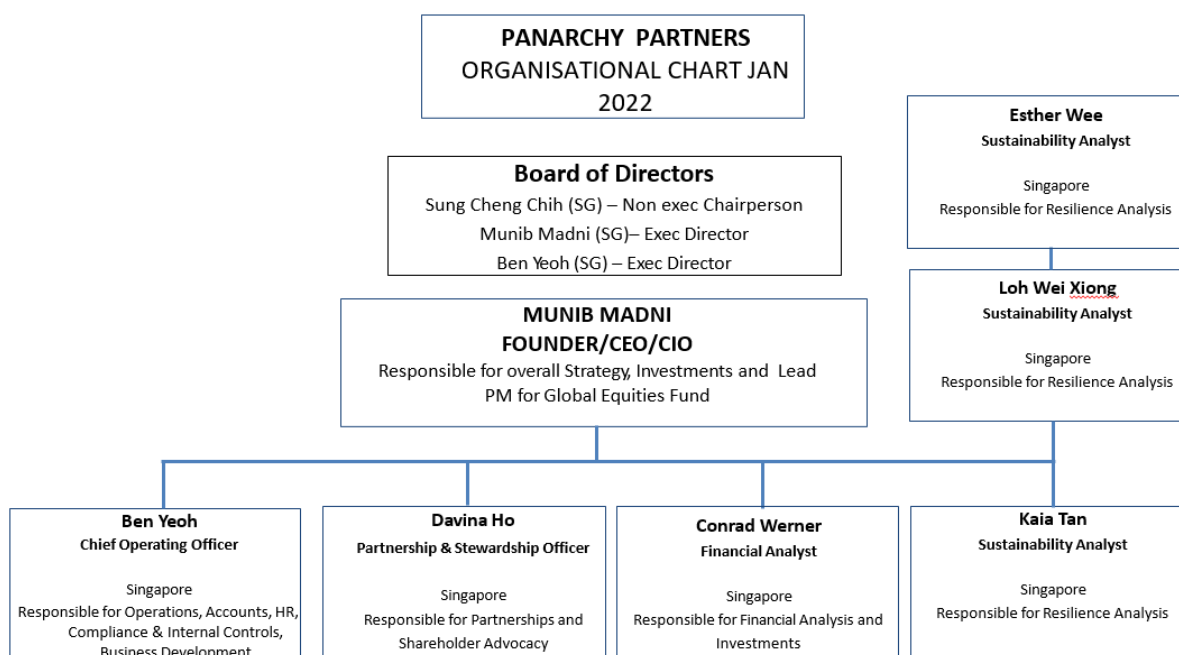 PANARCHY PARTNERS
ORGANISATIONAL CHART JAN
2022
Esther Wee
Sustainability Analyst
Singapore
Responsible for Resilience Analysis
Board of Directors
Sung Cheng Chih (SG) – Non exec Chairperson
Munib Madni (SG)– Exec Director
Ben Yeoh (SG) – Exec Director
Loh Wei Xiong
Sustainability Analyst
Singapore
Responsible for Resilience Analysis
MUNIB MADNI
FOUNDER/CEO/CIO
Responsible for overall Strategy, Investments and Lead
PM for Global Equities Fund
Ben Yeoh
Chief Operating Officer
Singapore
Responsible for Operations, Accounts, HR,
Compliance & Internal Controls,
Business Development
Davina Ho
Partnership & Stewardship Officer
Singapore
Responsible for Partnerships and
Shareholder Advocacy
Conrad Werner
Financial Analyst
Singapore
Responsible for Financial Analysis and
Investments
Kaia Tan
Sustainability Analyst
Singapore
Responsible for Resilience Analysis